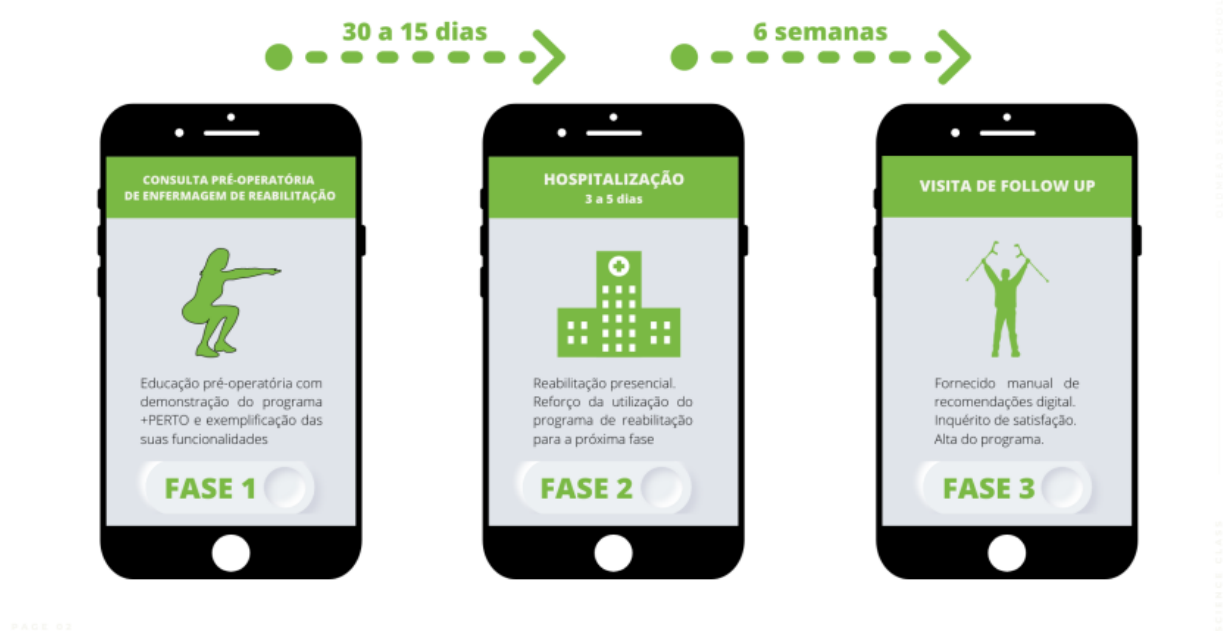 30 a 15 dias
6 semanas
CONSULTA PRÉ-OPERATÓRIA
DE ENFERMAGEM DE REABILITAÇÃO
Educação pré-operatória com
demonstração do programa
+PERTO e exemplificação das
suas funcionalidades
FASE 1
HOSPITALIZAÇÃO
3 a 5 dias
Reabilitação presencial.
Reforço da utilização do
programa de reabilitação
para a próxima fase
FASE 2
VISITA DE FOLLOW UP
Fornecido manual de
recomendações digital.
Inquérito de satisfação.
Alta do programa.
FASE 3
PAGE 02